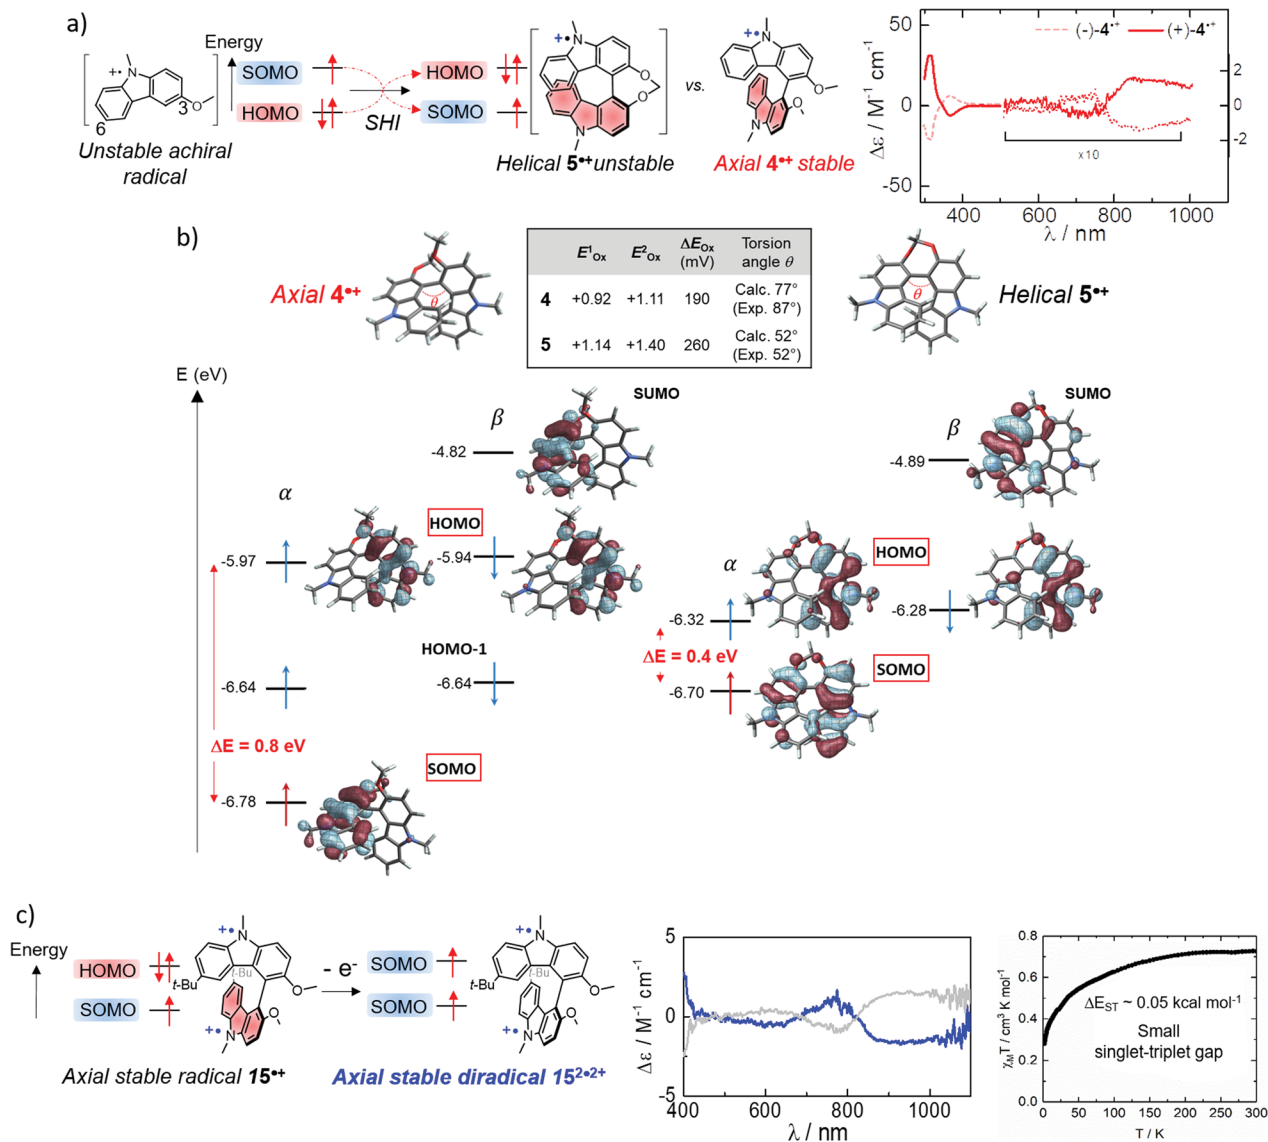 a)
N
+•
3
O
6
Unstable achiral
radical
Energy
SOMO
HOMO
SHI
HOMO
SOMO
+•
N
O
O
N
Helical 5•+ unstable
vs.
+•
N
O
O
N
Axial 4•+ stable
(-)-4•+
(+)-4•+
Δε / M-1 cm-1
50
0
-50
2
1
0
-1
-2
x10
400
600
800
1000
λ / nm
b)
Axial 4•+
θ
E1Ox
E2Ox
ΔEOx
(mV)
Torsion
angle θ
4
+0.92
+1.11
190
Calc. 77°
(Exp. 87°)
5
+1.14
+1.40
260
Calc. 52°
(Exp. 52°)
θ
Helical 5•+
E (eV)
SUMO
β
-4.82
SUMO
β
-4.89
α
HOMO
-5.97
-5.94
α
HOMO
-6.32
-6.28
ΔE = 0.4 eV
HOMO-1
-6.64
-6.64
SOMO
-6.70
ΔE = 0.8 eV
SOMO
-6.78
c)
Energy
HOMO
SOMO
+•
N
t-Bu
t-Bu
O
O
+•
N
Axial stable radical 15•+
- e-
SOMO
SOMO
+•
N
t-Bu
t-Bu
O
O
+•
N
Axial stable diradical 152•2+
Δε / M-1 cm-1
5
0
-5
400
600
800
1000
λ / nm
χMT / cm3 K mol-1
0.8
0.6
0.4
0.2
0.0
ΔEST ~ 0.05 kcal mol-1
Small
singlet-triplet gap
0
25
50
75
100
150
200
250
300
T / K